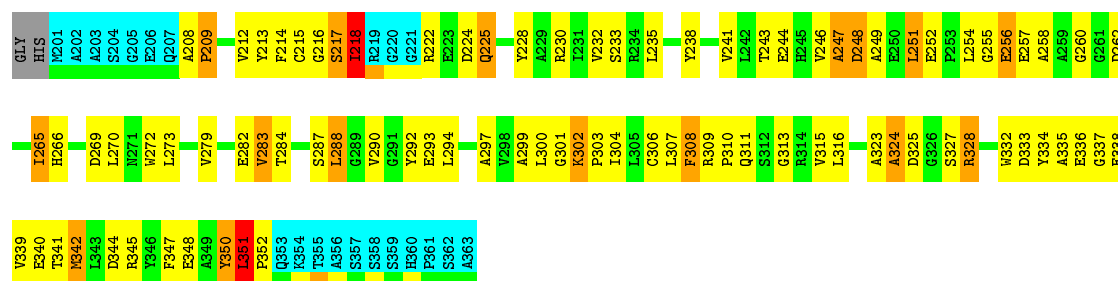 GLY HIS M201 A202 A203 S204 G205 E206 Q207 A208 P209 V212 Y213 F214 C215 G216 S217 I218 R219 G220 G221 R222 E223 D224 Q225 Y228 A229 R230 I231 V232 S233 R234 L235 Y238 V241 L242 T243 E244 H245 V246 A247 D248 A249 E250 L251 E252 P253 L254 G255 E256 E257 A258 A259 G260 G261 D262
I265 H266 D269 L270 N271 W272 L273 V279 E282 V283 T284 S287 L288 G289 V290 G291 Y292 E293 L294 A297 V298 A299 L300 G301 K302 P303 I304 L305 C306 L307 F308 R309 P310 Q311 S312 G313 R314 V315 L316 A323 A324 D325 G326 S327 R328 W332 D333 Y334 A335 E336 G337
V339 E340 T341 M342 L343 D344 R345 Y346 F347 E348 A349 Y350 L351 P352 Q353 K354 T355 A356 S357 S358 S359 H360 P361 S362 A363